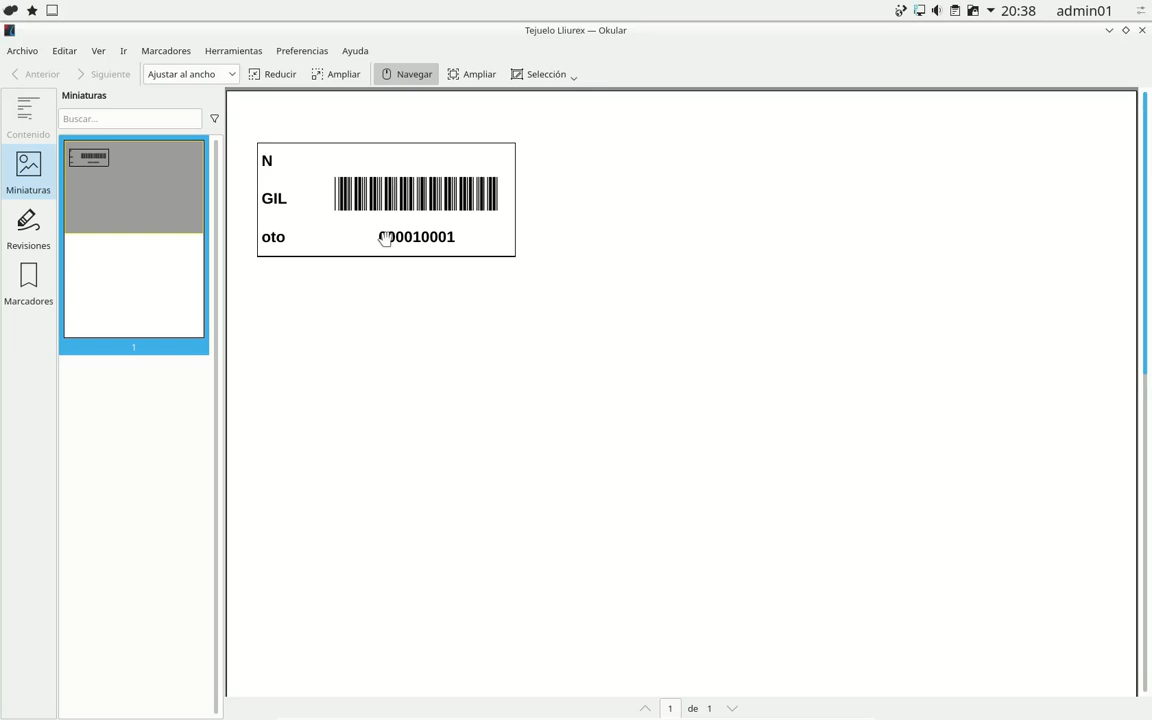 20:38 admin01
Tejuelo Lliurex — Okular
Archivo Editar Ver Ir Marcadores Herramientas Preferencias Ayuda
Anterior Siguiente Ajustar al ancho Reducir Ampliar Navegar Ampliar Selección
Contenido
Miniaturas
Revisiones
Marcadores
Miniaturas
Buscar...
1
N
GIL
oto
1 de 1